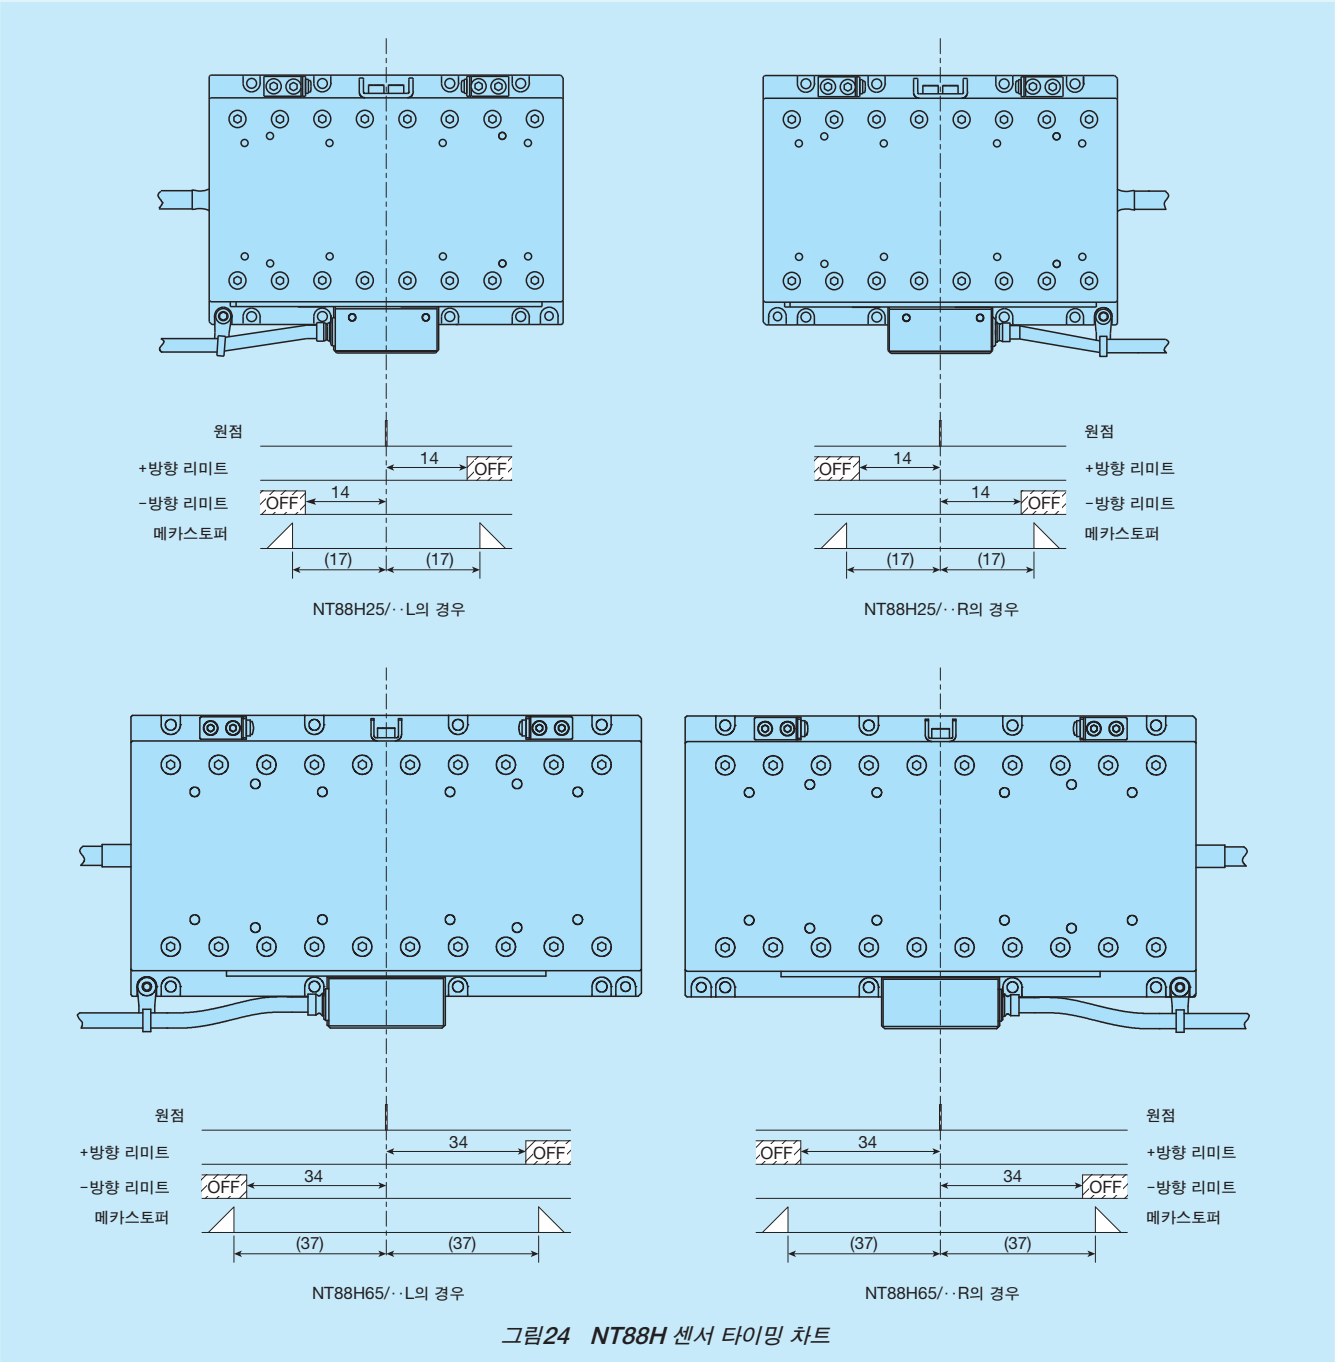 원점
+방향 리미트
14
OFF
-방향 리미트
OFF
14
메카스토퍼
(17)
(17)
NT88H25/··L의 경우
원점
OFF
14
+방향 리미트
14
OFF
-방향 리미트
메카스토퍼
(17)
(17)
NT88H25/··R의 경우
원점
+방향 리미트
34
OFF
-방향 리미트
OFF
34
메카스토퍼
(37)
(37)
NT88H65/··L의 경우
원점
OFF
34
+방향 리미트
34
OFF
-방향 리미트
메카스토퍼
(37)
(37)
NT88H65/··R의 경우
그림24 NT88H 센서 타이밍 차트